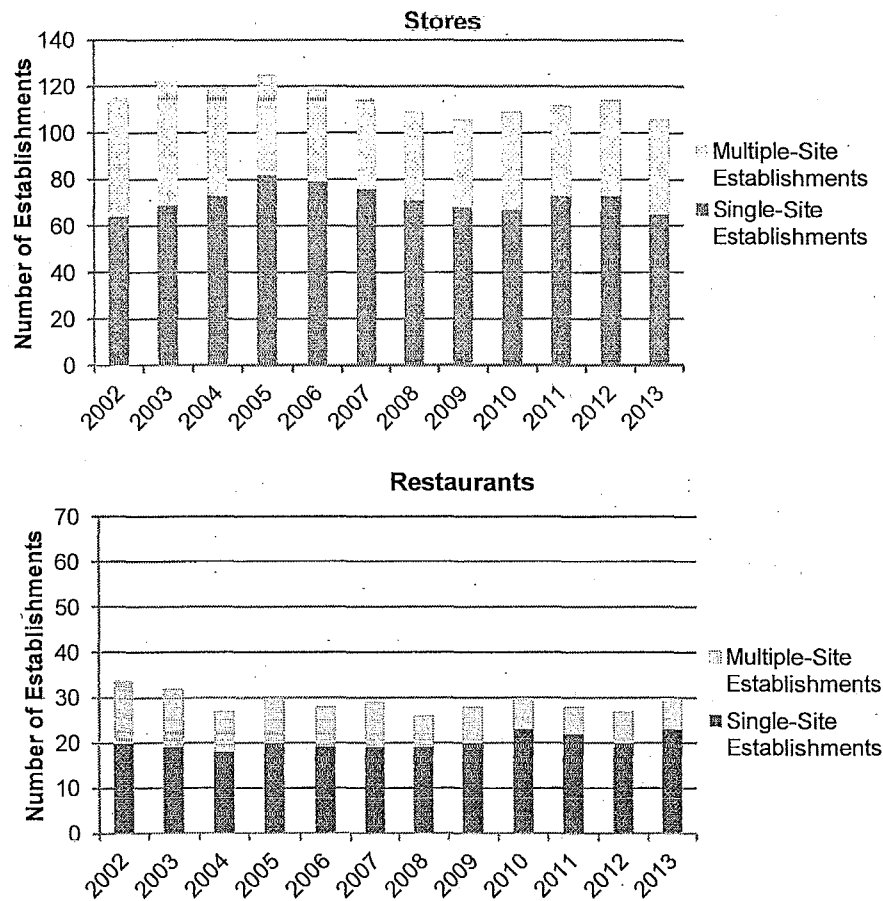 Stores
Number of Establishments
140
120
100
80
60
40
20
0
2002 2003 2004 2005 2006 2007 2008 2009 2010 2011 2012 2013
Multiple-Site
Establishments
Single-Site
Establishments
Restaurants
Number of Establishments
70
60
50
40
30
20
10
0
2002 2003 2004 2005 2006 2007 2008 2009 2010 2011 2012 2013
Multiple-Site
Establishments
Single-Site
Establishments